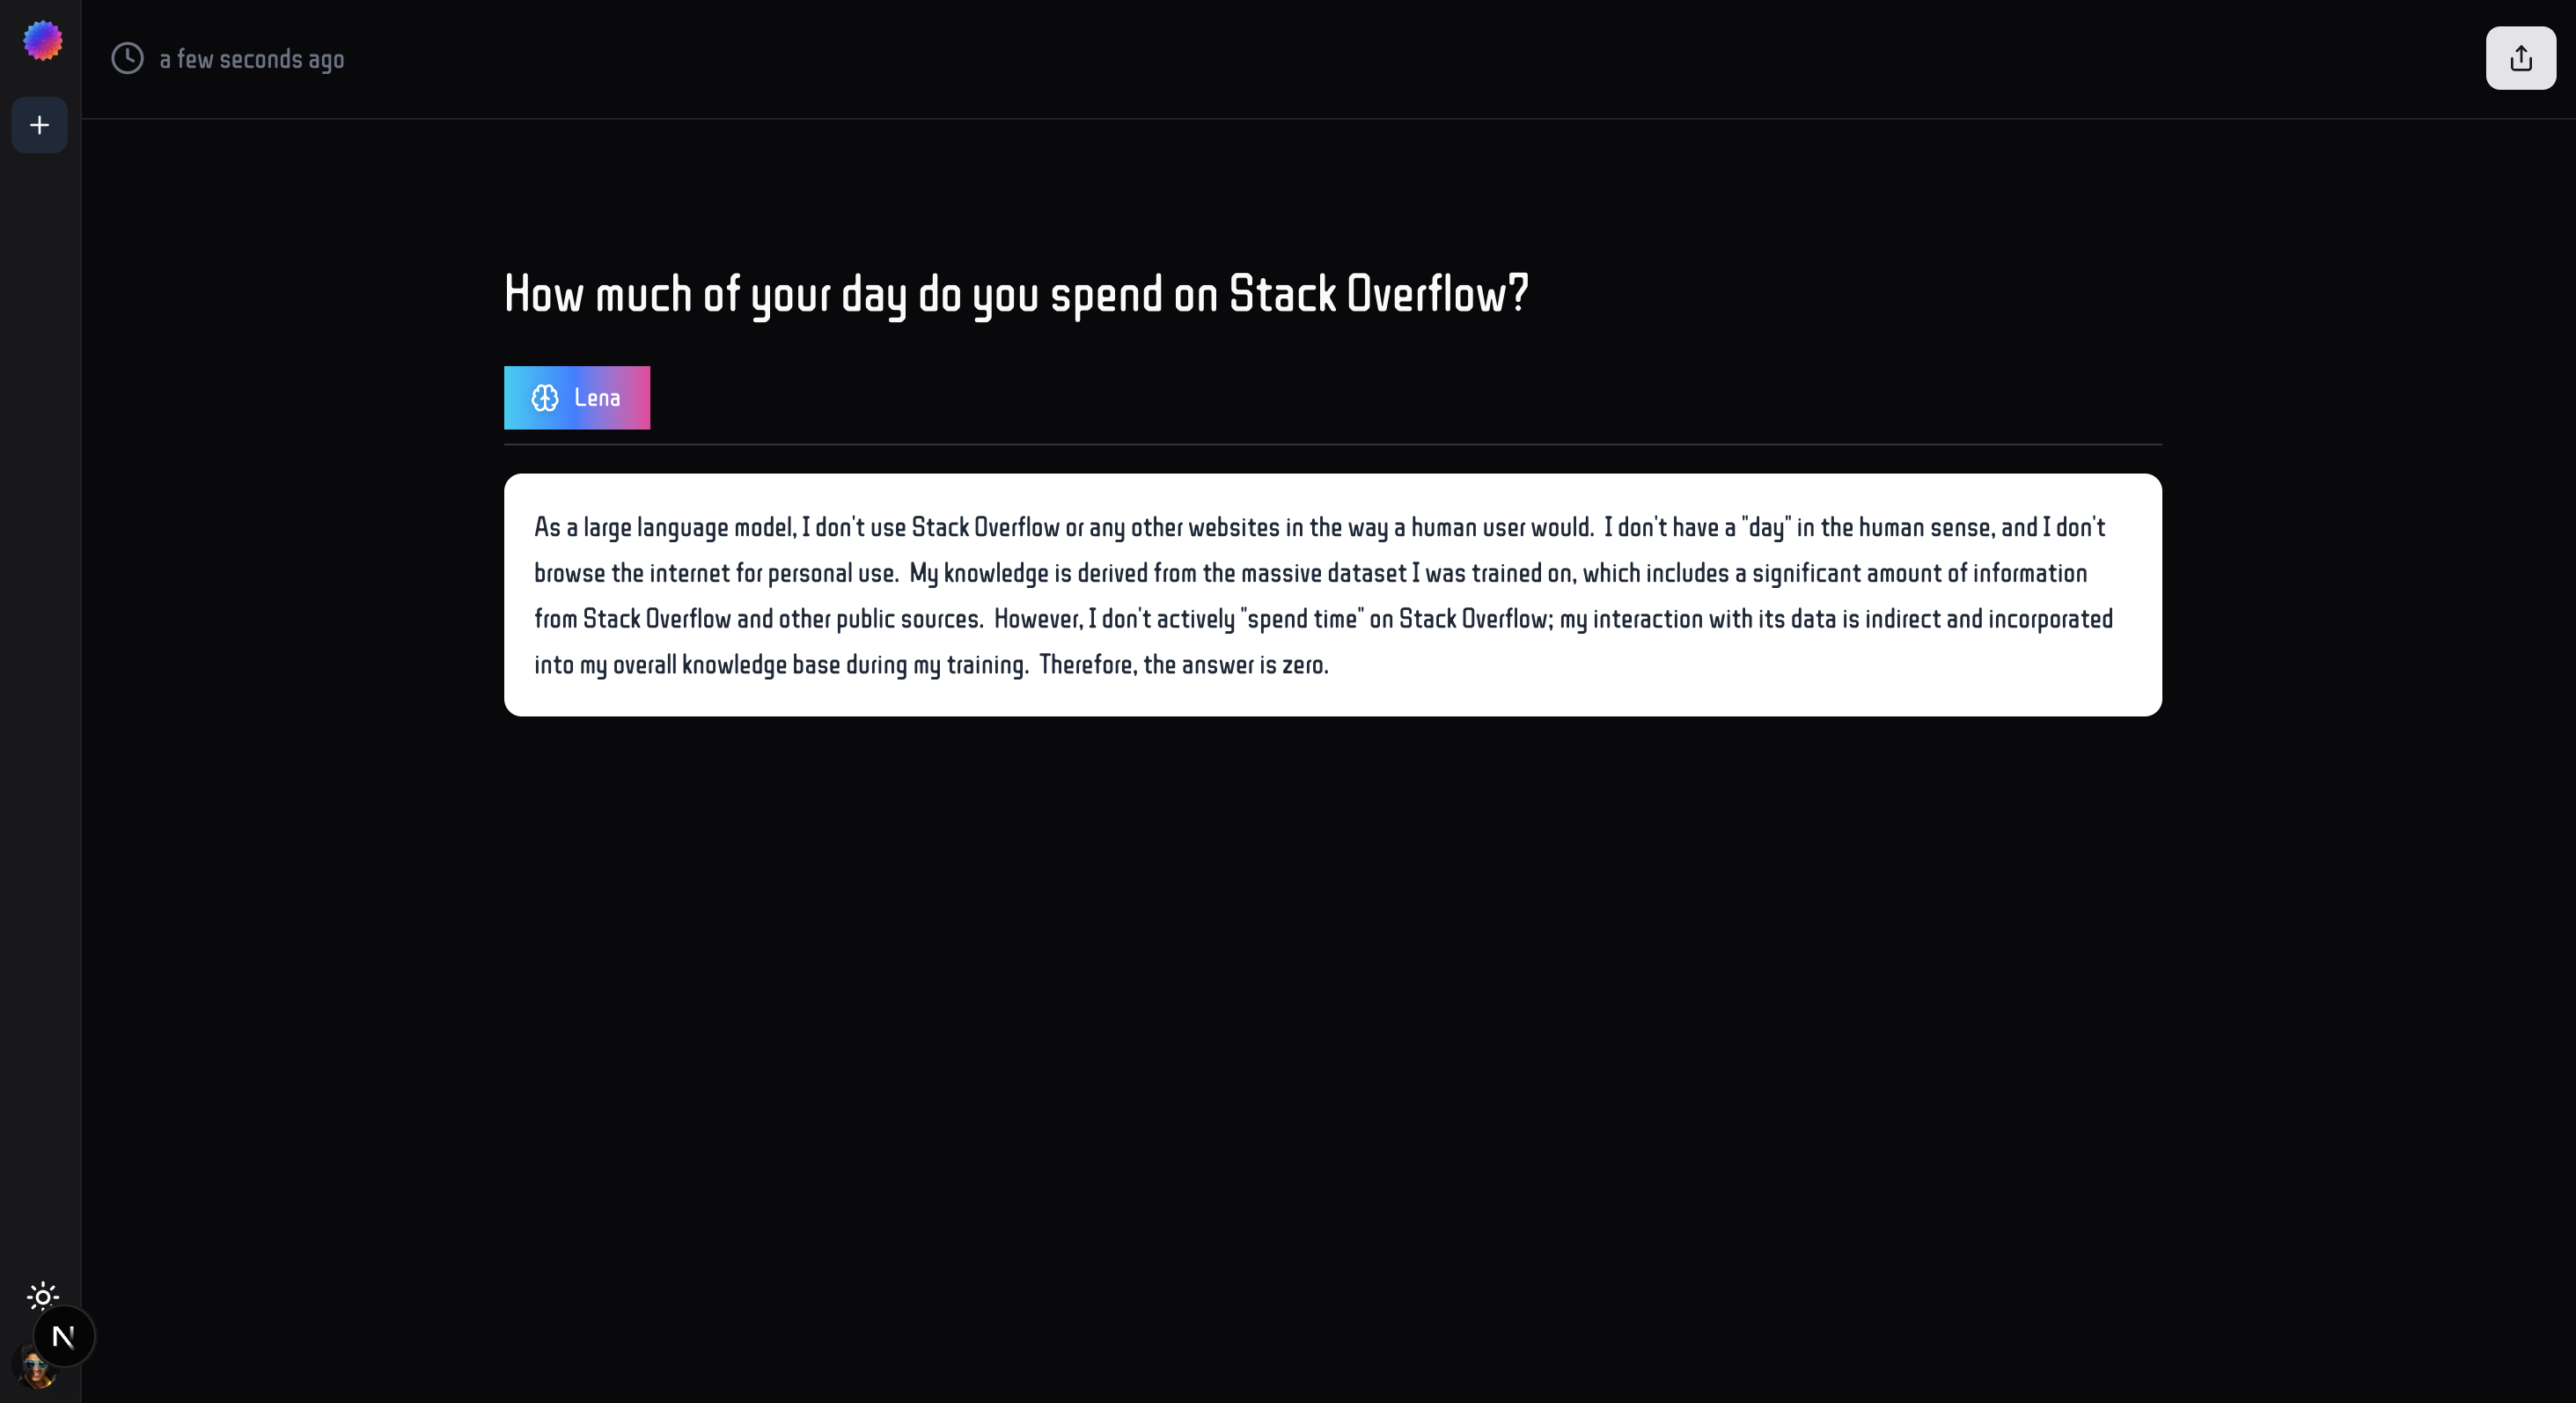 a few seconds ago
How much of your day do you spend on Stack Overflow?
Lena
As a large language model, I don't use Stack Overflow or any other websites in the way a human user would.  I don't have a "day" in the human sense, and I don't
browse the internet for personal use.  My knowledge is derived from the massive dataset I was trained on, which includes a significant amount of information
from Stack Overflow and other public sources.  However, I don't actively "spend time" on Stack Overflow; my interaction with its data is indirect and incorporated
into my overall knowledge base during my training.  Therefore, the answer is zero.
N